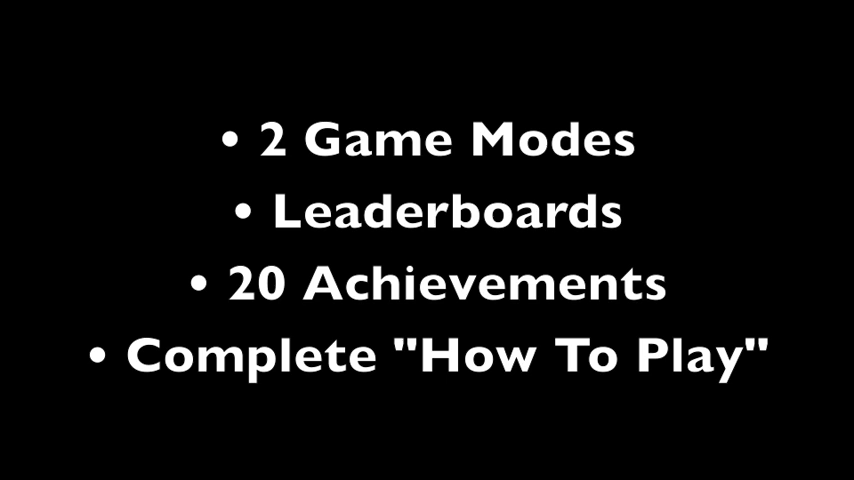 • 2 Game Modes
• Leaderboards
• 20 Achievements
• Complete "How To Play"